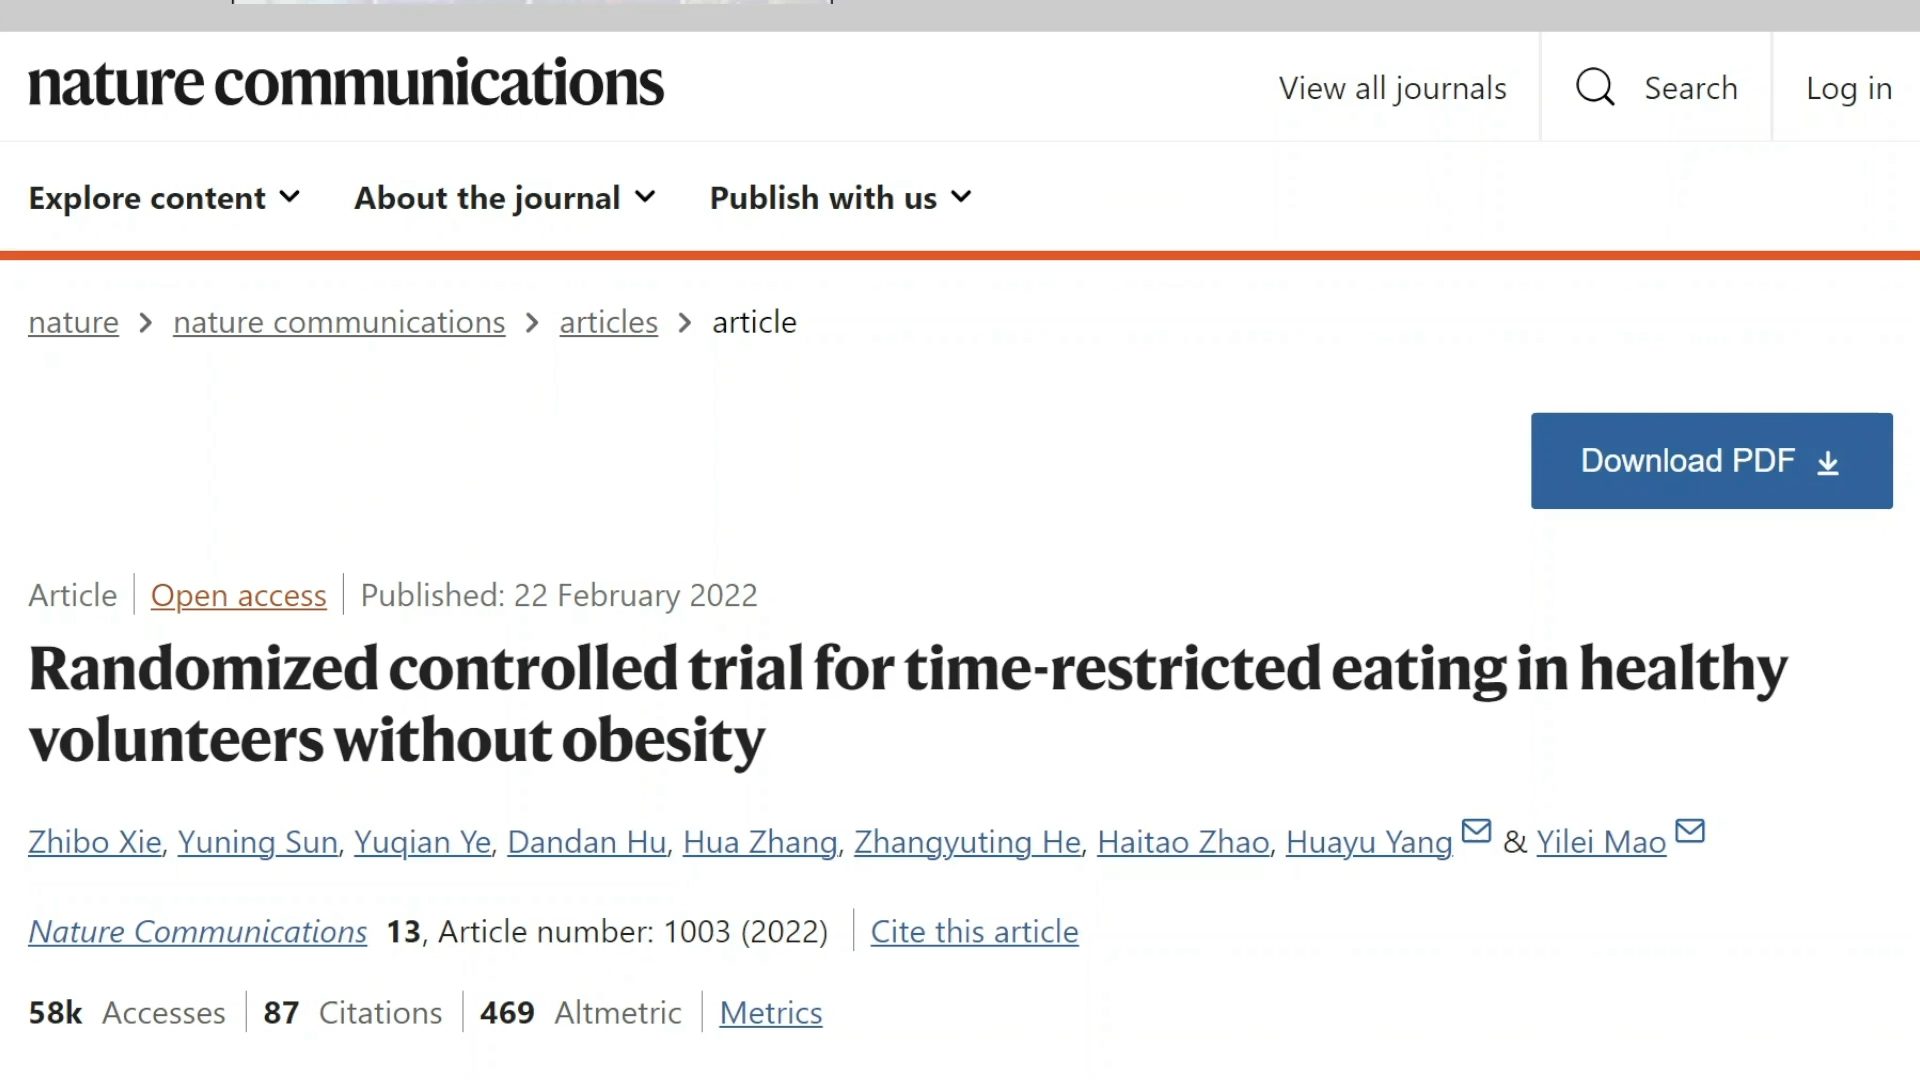 nature communications
View all journals
Search
Log in
Explore content
About the journal
Publish with us
nature > nature communications > articles > article
Download PDF
Article | Open access | Published: 22 February 2022
Randomized controlled trial for time-restricted eating in healthy
volunteers without obesity
Zhibo Xie, Yuning Sun, Yuqian Ye, Dandan Hu, Hua Zhang, Zhangyuting He, Haitao Zhao, Huayu Yang & Yilei Mao
Nature Communications 13, Article number: 1003 (2022) | Cite this article
58k Accesses | 87 Citations | 469 Altmetric | Metrics